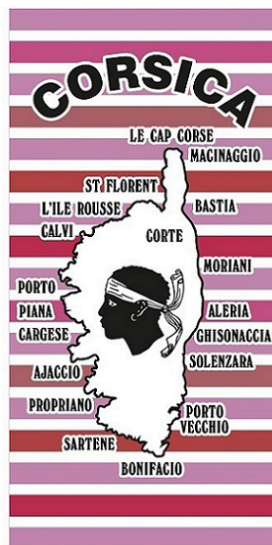 CORSICA
LE CAP CORSE
MACINAGGIO
ST FLORENT
L'ILE ROUSSE
BASTIA
CALVI
CORTE
MORIANI
PORTO
PIANA
ALERIA
CARGESE
GHISONACCIA
SOLENZARA
AJACCIO
PROPRIANO
PORTO
VECCHIO
SARTENE
BONIFACIO